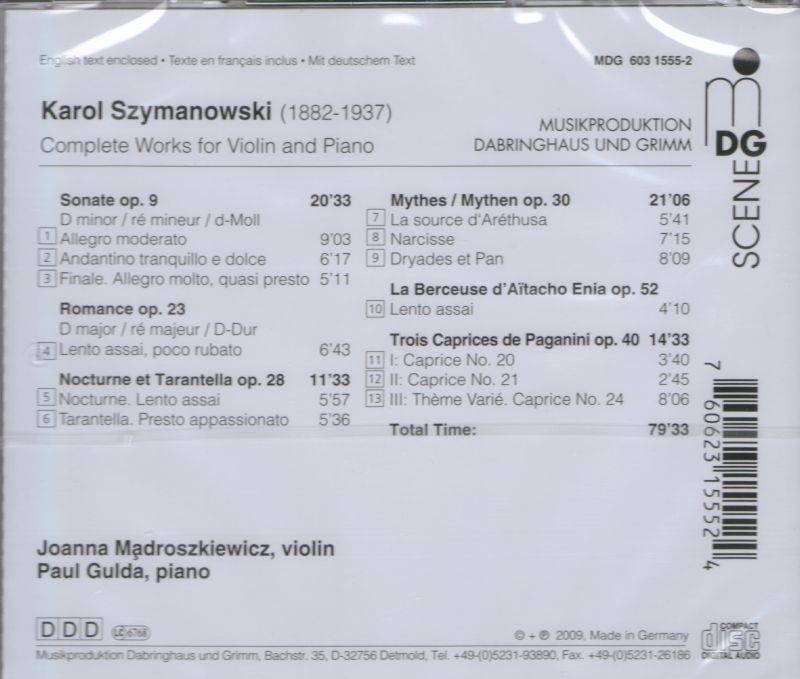 English text enclosed • Texte en français inclus • Mit deutschem Text
MDG 603 1555-2
Karol Szymanowski (1882-1937)
Complete Works for Violin and Piano
MUSIKPRODUKTION
DABRINGHAUS UND GRIMM
MDG
SCENE
Sonate op. 9 20'33
D minor / ré mineur / d-Moll
1 Allegro moderato 9'03
2 Andantino tranquillo e dolce 6'17
3 Finale. Allegro molto, quasi presto 5'11
Romance op. 23
D major / ré majeur / D-Dur
4 Lento assai, poco rubato 6'43
Nocturne et Tarantella op. 28 11'33
5 Nocturne. Lento assai 5'57
6 Tarantella. Presto appassionato 5'36
Mythes / Mythen op. 30 21'06
7 La source d'Aréthusa 5'41
8 Narcisse 7'15
9 Dryades et Pan 8'09
La Berceuse d'Aïtacho Enia op. 52
10 Lento assai 4'10
Trois Caprices de Paganini op. 40 14'33
11 I: Caprice No. 20 3'40
12 II: Caprice No. 21 2'45
13 III: Thème Varié. Caprice No. 24 8'06
Total Time: 79'33
7 60623 15552 4
Joanna Mądroszkiewicz, violin
Paul Gulda, piano
DDD
LC 6768
© + ℗ 2009, Made in Germany
COMPACT
disc
DIGITAL AUDIO
Musikproduktion Dabringhaus und Grimm, Bachstr. 35, D-32756 Detmold, Tel. +49-(0)5231-93890, Fax. +49-(0)5231-26186